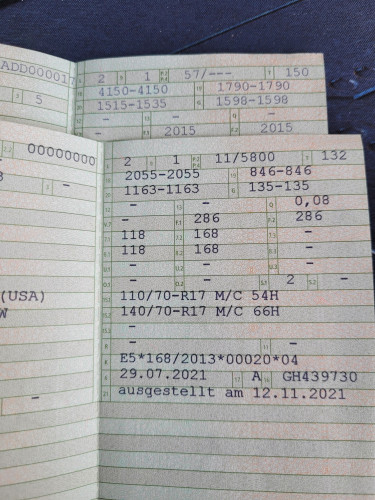 ADD0000017 2 1 57/--- 150
4150-4150 1790-1790
5 1515-1535 1598-1598
- - -
- 2015 2015
00000000 2 1 11/5800 132
2055-2055 846-846
- 1163-1163 135-135
- - 0,08
- 286 286
118 168 -
118 168 -
- - -
- - 2 -
(USA) 110/70-R17 M/C 54H
W 140/70-R17 M/C 66H
- -
E5*168/2013*00020*04
29.07.2021 A GH439730
- ausgestellt am 12.11.2021